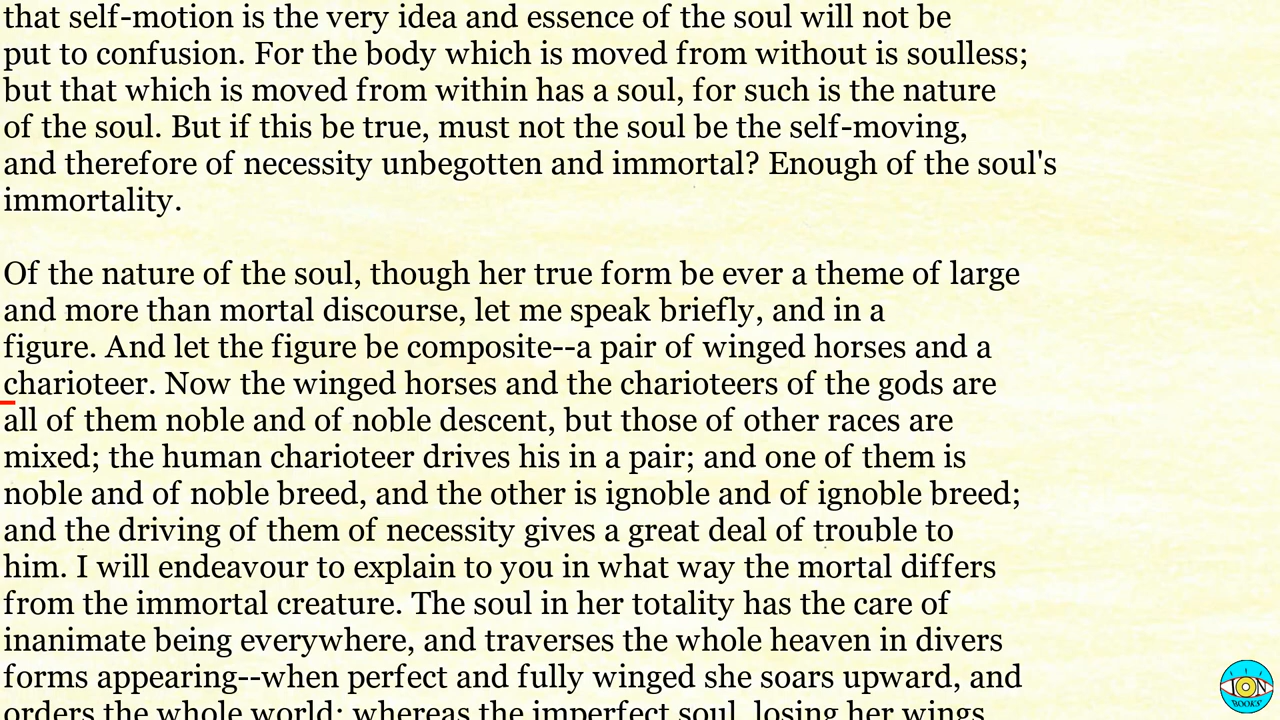 that self-motion is the very idea and essence of the soul will not be
put to confusion. For the body which is moved from without is soulless;
but that which is moved from within has a soul, for such is the nature
of the soul. But if this be true, must not the soul be the self-moving,
and therefore of necessity unbegotten and immortal? Enough of the soul's
immortality.
Of the nature of the soul, though her true form be ever a theme of large
and more than mortal discourse, let me speak briefly, and in a
figure. And let the figure be composite--a pair of winged horses and a
charioteer. Now the winged horses and the charioteers of the gods are
all of them noble and of noble descent, but those of other races are
mixed; the human charioteer drives his in a pair; and one of them is
noble and of noble breed, and the other is ignoble and of ignoble breed;
and the driving of them of necessity gives a great deal of trouble to
him. I will endeavour to explain to you in what way the mortal differs
from the immortal creature. The soul in her totality has the care of
inanimate being everywhere, and traverses the whole heaven in divers
forms appearing--when perfect and fully winged she soars upward, and
orders the whole world; whereas the imperfect soul, losing her wings
ION
BOOKS